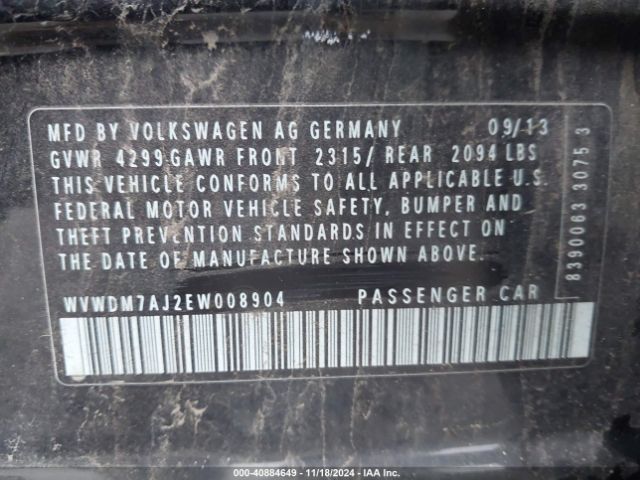 MFD BY VOLKSWAGEN AG GERMANY 09/13
GVWR 4299 GAWR FRONT 2315/ REAR 2094 LBS
THIS VEHICLE CONFORMS TO ALL APPLICABLE U.S.
FEDERAL MOTOR VEHICLE SAFETY, BUMPER AND
THEFT PREVENTION STANDARDS IN EFFECT ON
THE DATE OF MANUFACTURE SHOWN ABOVE.
WVWDM7AJ2EW008904 PASSENGER CAR
8390063 3075 3
000-40884649 - 11/18/2024 - IAA Inc.